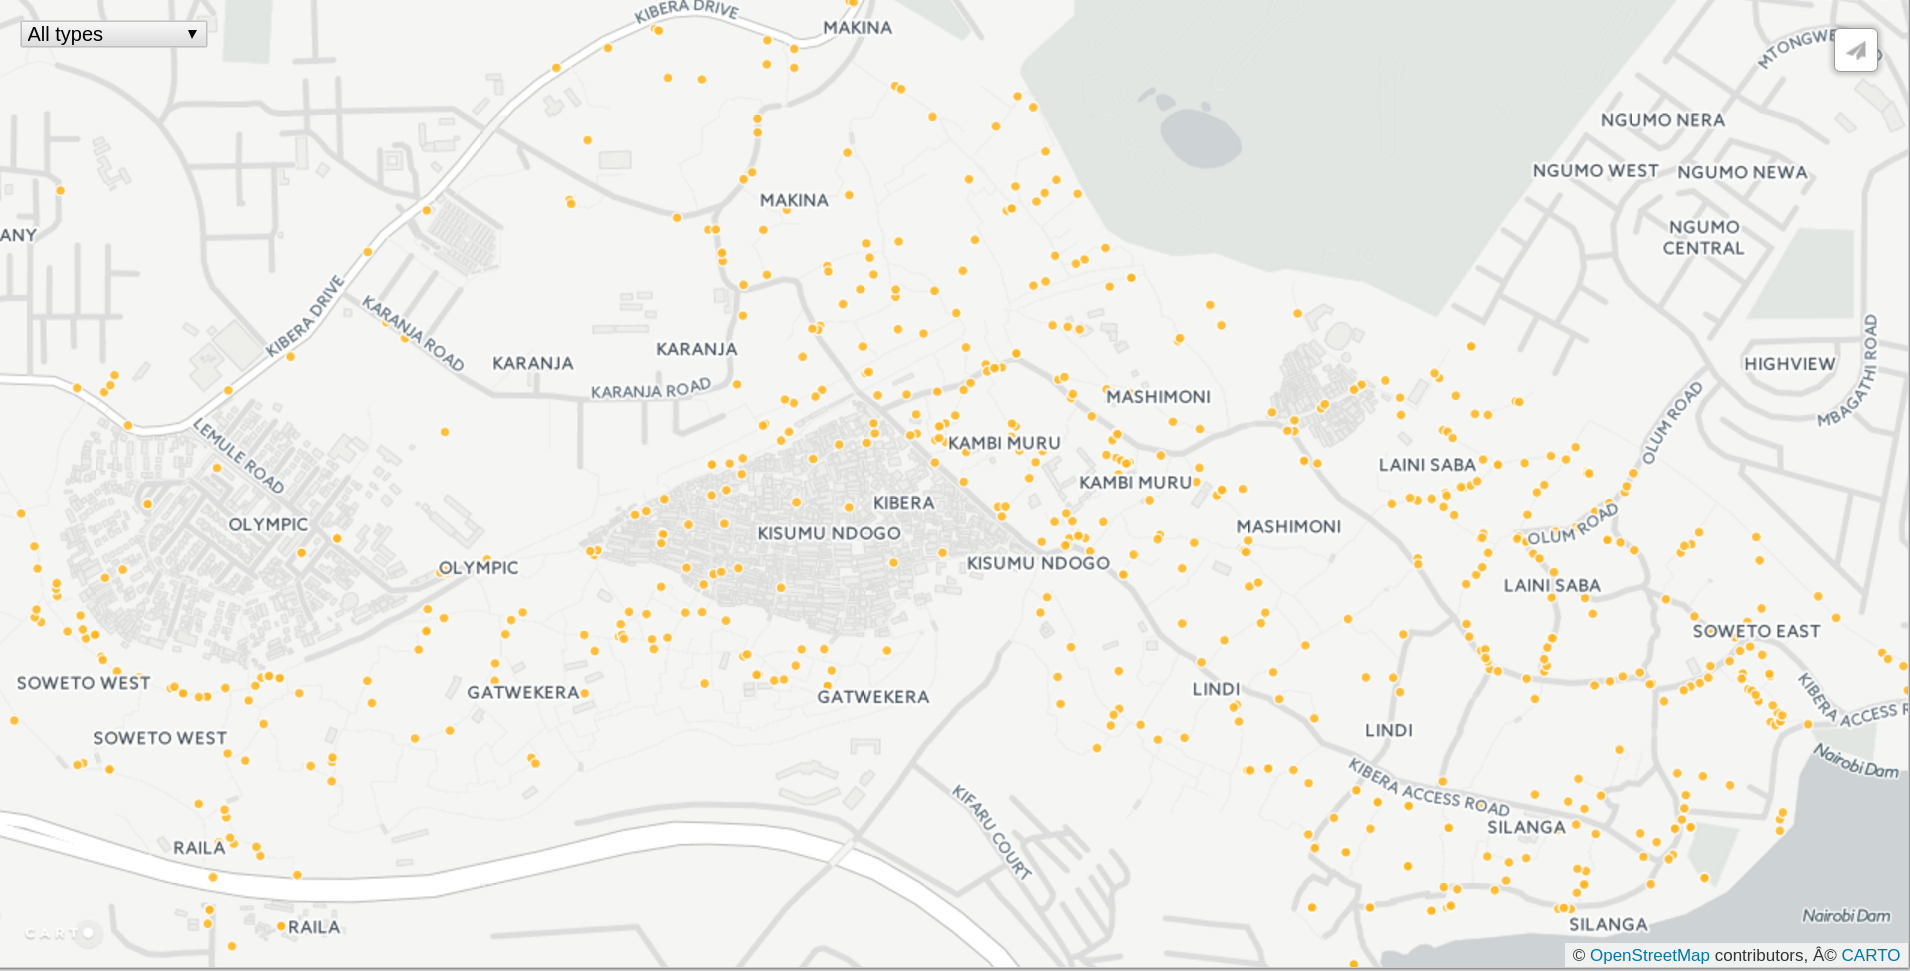 KIBERA DRIVE
MAKINA
All types
MTONGWE
NGUMO NERA
NGUMO WEST
NGUMO NEWA
MAKINA
ANY
NGUMO
CENTRAL
KIBERA DRIVE
KARANJA ROAD
KARANJA
KARANJA
KARANJA ROAD
HIGHVIEW
MBAGATHI ROAD
MASHIMONI
OLUM ROAD
LEMULE ROAD
KAMBI MURU
LAINI SABA
KAMBI MURU
KIBERA
OLYMPIC
KISUMU NDOGO
MASHIMONI
OLUM ROAD
OLYMPIC
KISUMU NDOGO
LAINI SABA
SOWETO EAST
SOWETO WEST
GATWEKERA
GATWEKERA
LINDI
KIBERA ACCESS R
LINDI
SOWETO WEST
Nairobi Dam
KIBERA ACCESS ROAD
KIFARU COURT
SILANGA
RAILA
RAILA
SILANGA
Nairobi Dam
CARTO
© OpenStreetMap contributors, Â© CARTO